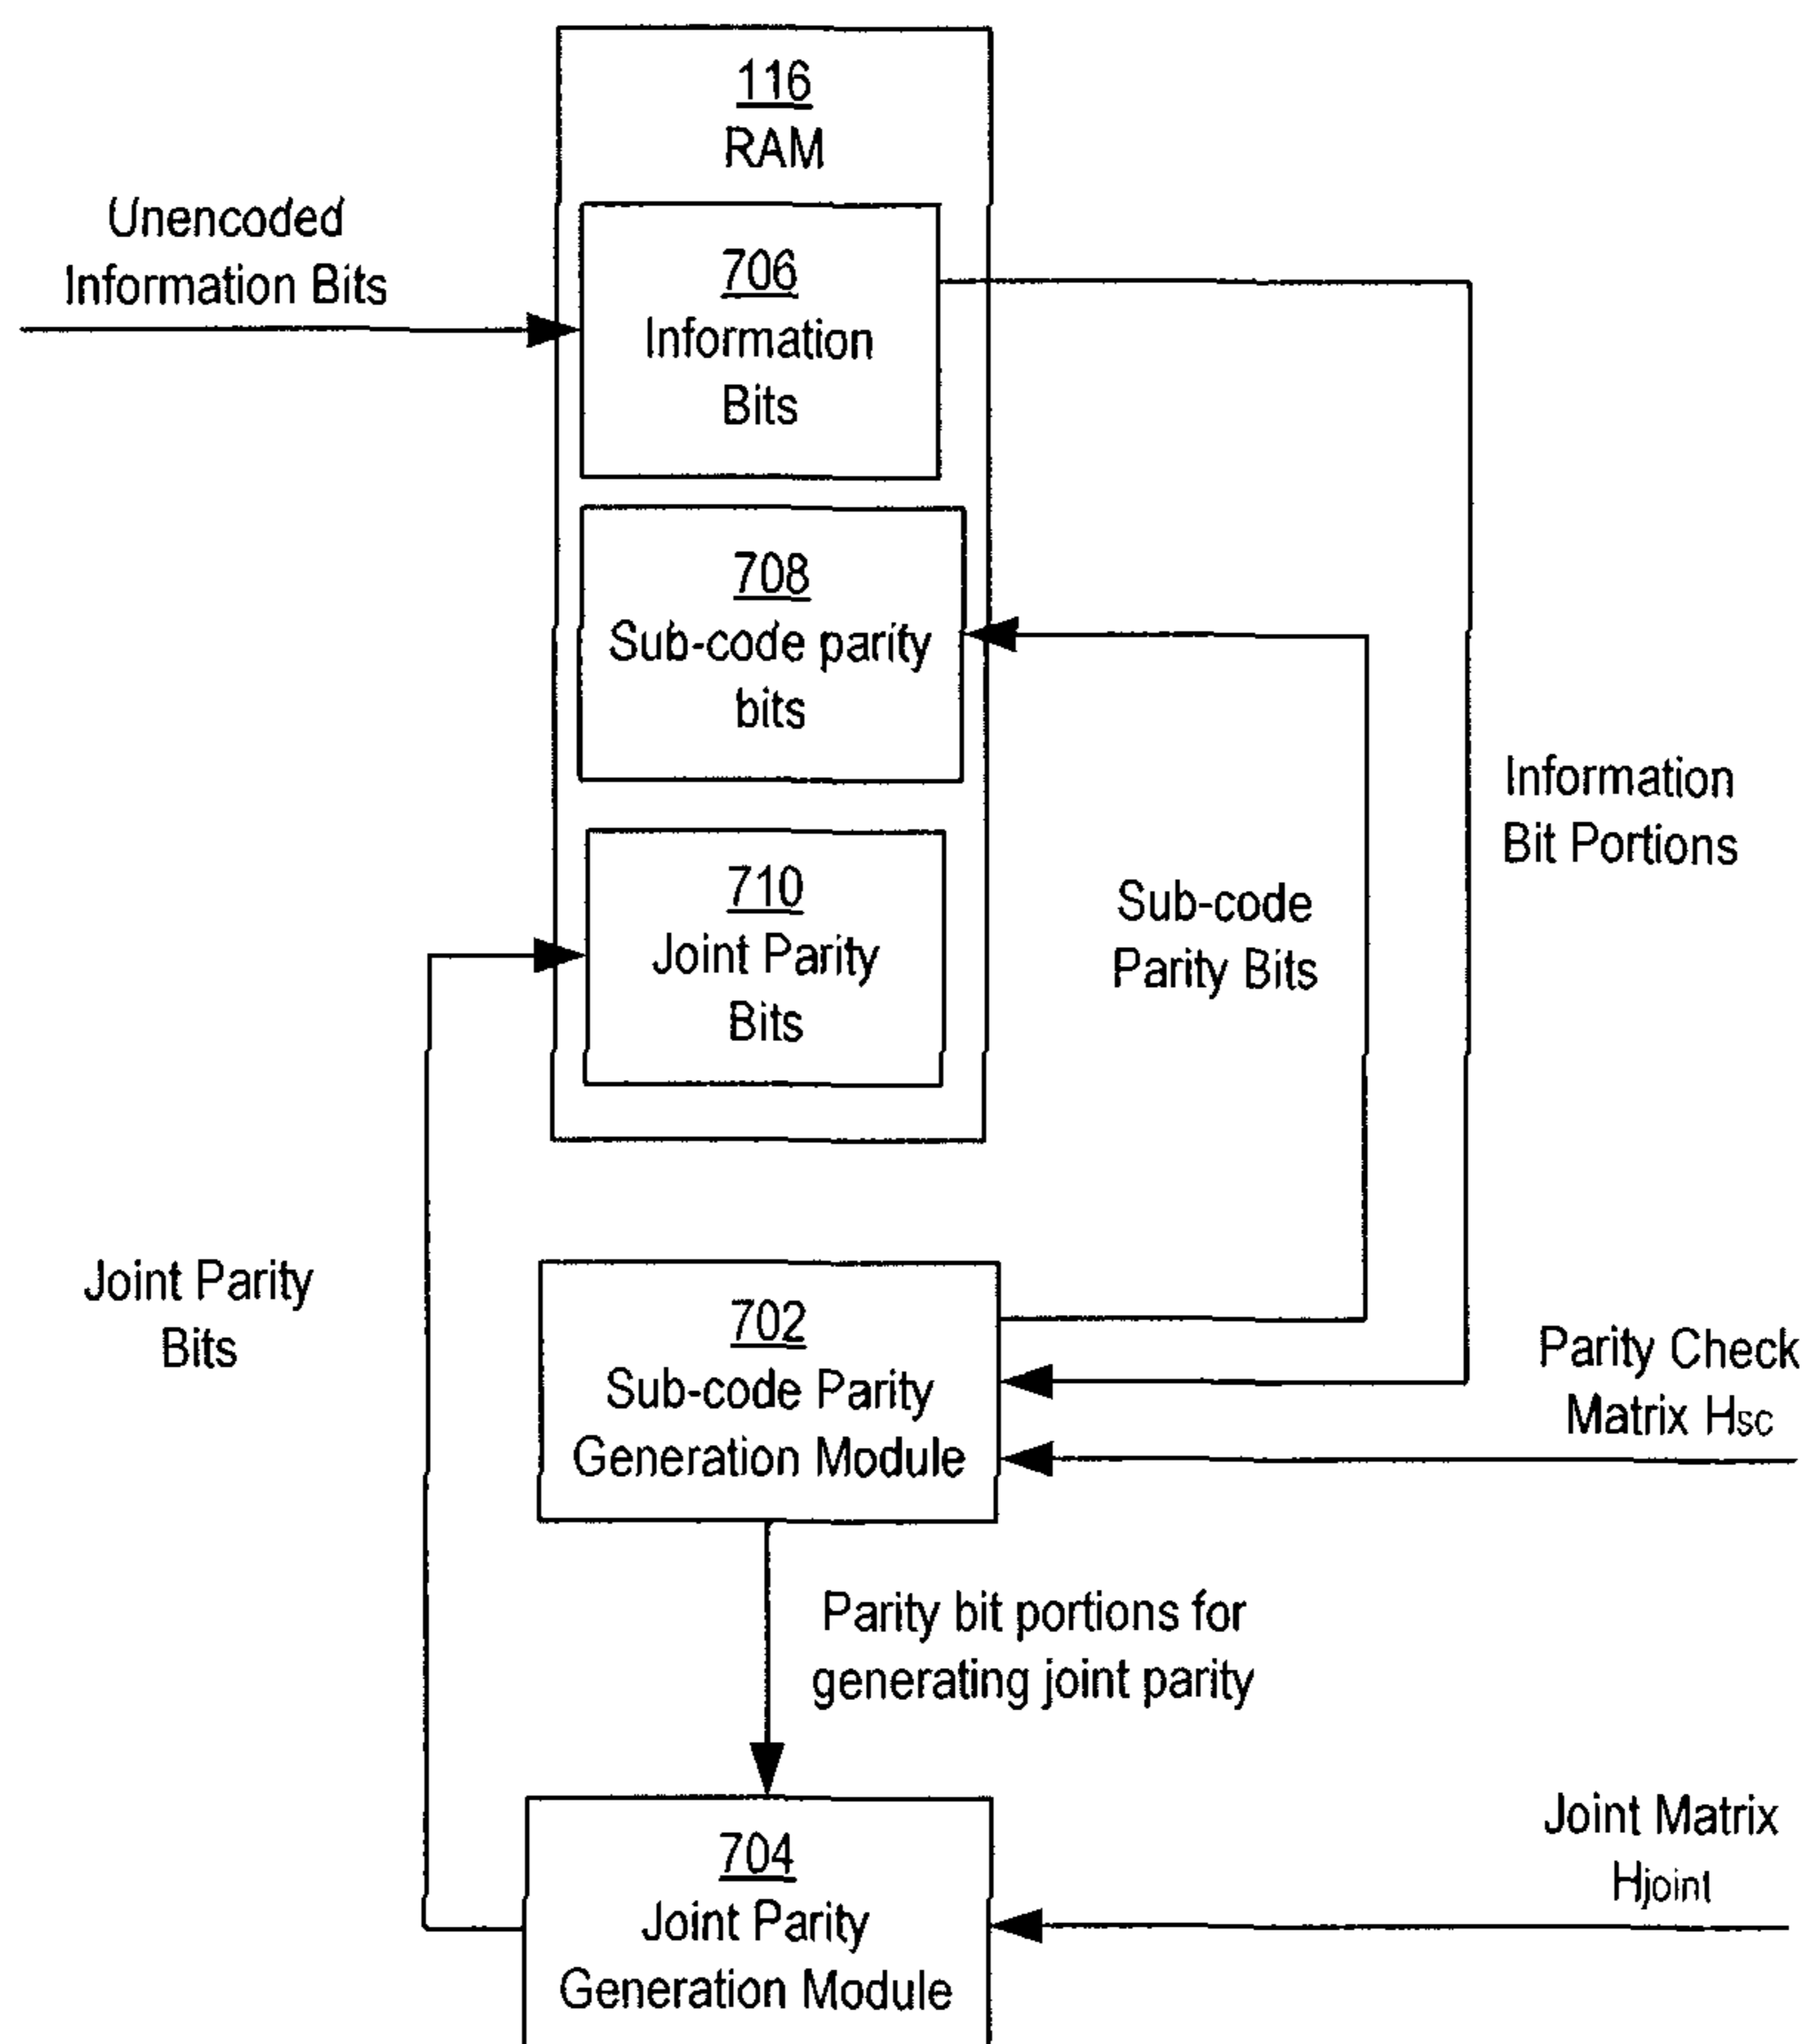 116
RAM
Unencoded
Information Bits
706
Information
Bits
708
Sub-code parity
bits
Information
Bit Portions
710
Joint Parity
Bits
Sub-code
Parity Bits
Joint Parity
Bits
702
Sub-code Parity
Generation Module
Parity Check
Matrix Hsc
Parity bit portions for
generating joint parity
704
Joint Parity
Generation Module
Joint Matrix
Hjoint